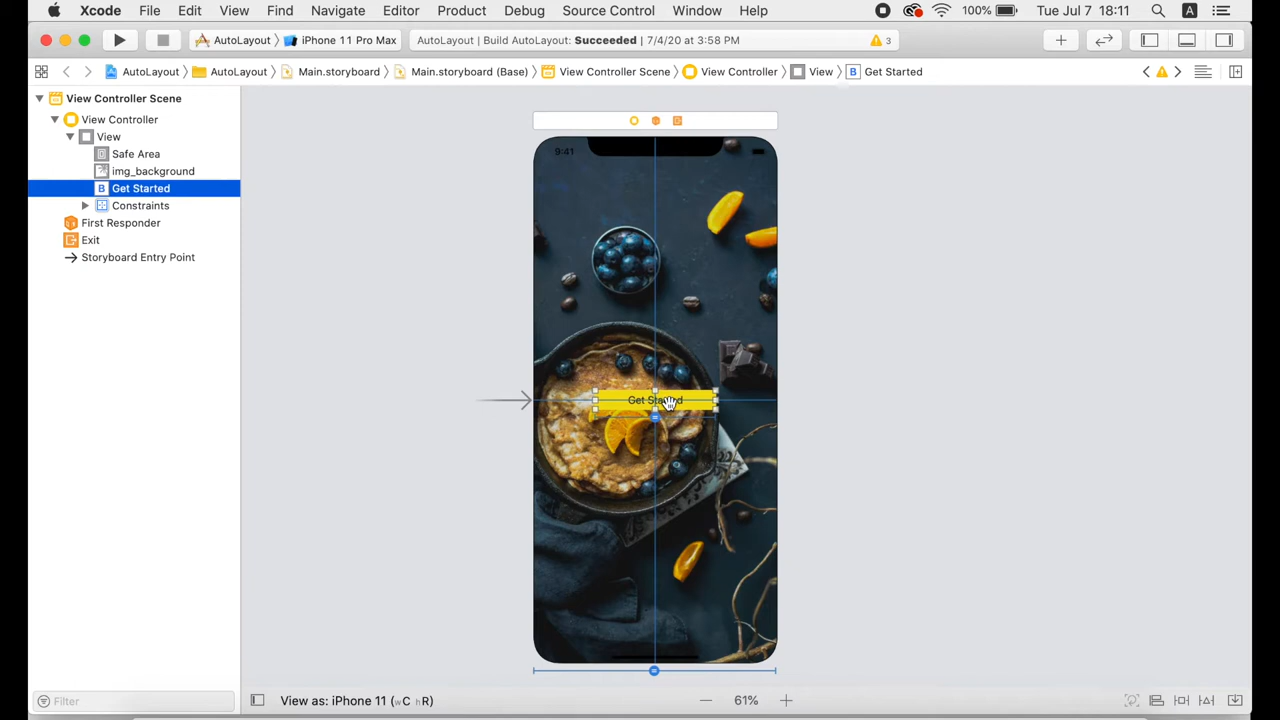 Xcode File Edit View Find Navigate Editor Product Debug Source Control Window Help 100% Tue Jul 7 18:11 A
AutoLayout iPhone 11 Pro Max AutoLayout | Build AutoLayout: Succeeded | 7/4/20 at 3:58 PM 3
AutoLayout AutoLayout Main.storyboard Main.storyboard (Base) View Controller Scene View Controller View B Get Started
View Controller Scene
View Controller
View
Safe Area
img_background
B Get Started
Constraints
First Responder
Exit
Storyboard Entry Point
9:41
Get Started
Filter
View as: iPhone 11 (wC hR)
61%